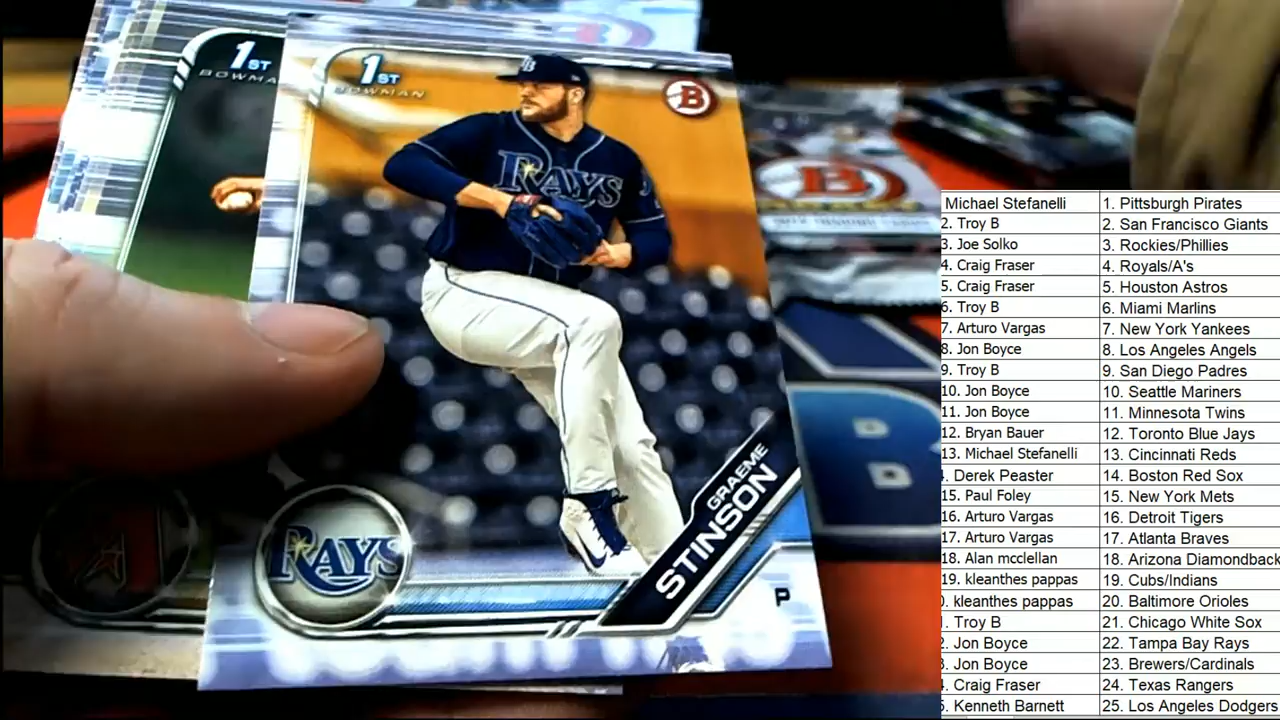 1ST
BOWMAN
1ST
BOWMAN
B
RAYS
RAYS
GRAEME
STINSON
P
B
B
Michael Stefanelli 1. Pittsburgh Pirates
2. Troy B 2. San Francisco Giants
3. Joe Solko 3. Rockies/Phillies
4. Craig Fraser 4. Royals/A's
5. Craig Fraser 5. Houston Astros
6. Troy B 6. Miami Marlins
7. Arturo Vargas 7. New York Yankees
8. Jon Boyce 8. Los Angeles Angels
9. Troy B 9. San Diego Padres
10. Jon Boyce 10. Seattle Mariners
11. Jon Boyce 11. Minnesota Twins
12. Bryan Bauer 12. Toronto Blue Jays
13. Michael Stefanelli 13. Cincinnati Reds
. Derek Peaster 14. Boston Red Sox
15. Paul Foley 15. New York Mets
16. Arturo Vargas 16. Detroit Tigers
17. Arturo Vargas 17. Atlanta Braves
18. Alan mcclellan 18. Arizona Diamondback
19. kleanthes pappas 19. Cubs/Indians
0. kleanthes pappas 20. Baltimore Orioles
. Troy B 21. Chicago White Sox
2. Jon Boyce 22. Tampa Bay Rays
3. Jon Boyce 23. Brewers/Cardinals
. Craig Fraser 24. Texas Rangers
5. Kenneth Barnett 25. Los Angeles Dodgers